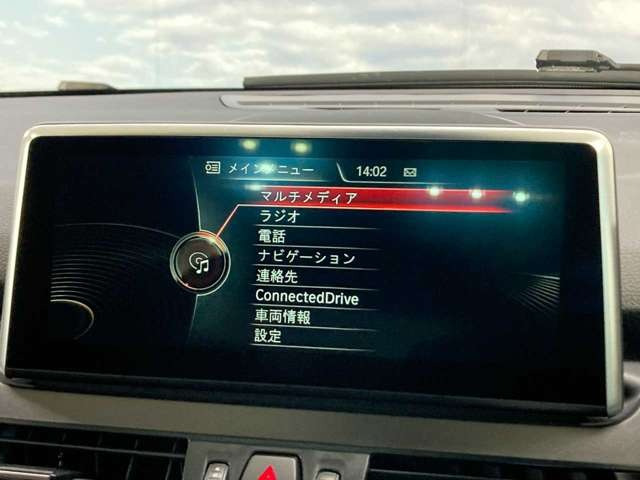 メインメニュー 14:02
マルチメディア
ラジオ
電話
ナビゲーション
連絡先
ConnectedDrive
車両情報
設定